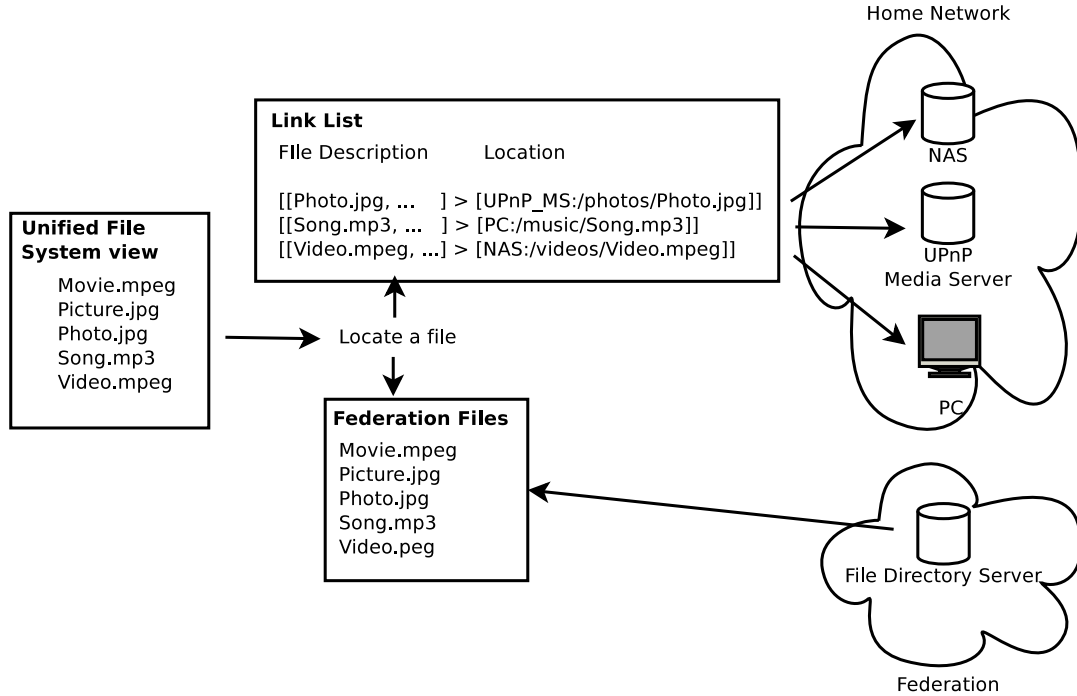 Home Network
Link List
FIle Description Location
[[Photo.jpg, ... ] > [UPnP_MS:/photos/Photo.jpg]]
[[Song.mp3, ... ] > [PC:/music/Song.mp3]]
[[Video.mpeg, ...] > [NAS:/videos/Video.mpeg]]
NAS
UPnP
Media Server
PC
Unified File
System view
Movie.mpeg
Picture.jpg
Photo.jpg
Song.mp3
Video.mpeg
Locate a file
Federation Files
Movie.mpeg
Picture.jpg
Photo.jpg
Song.mp3
Video.peg
File Directory Server
Federation